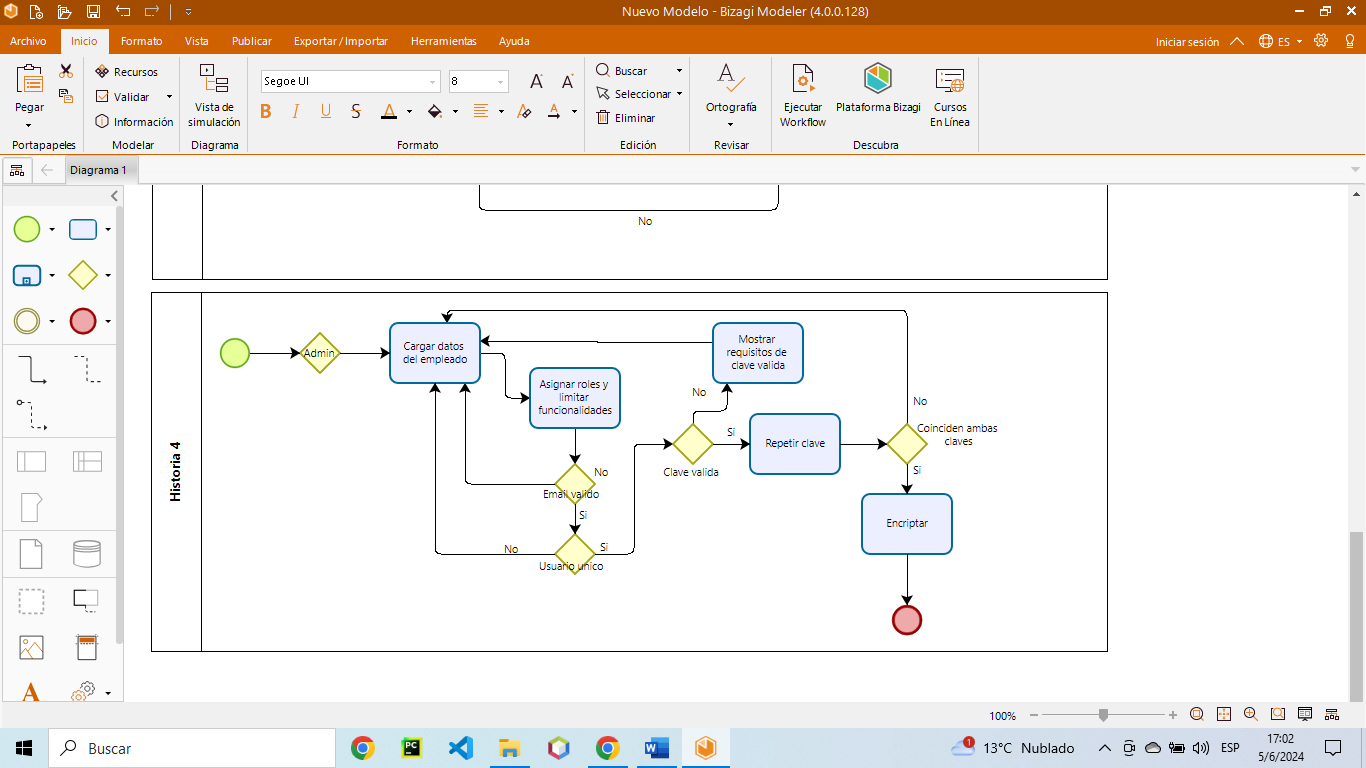 Nuevo Modelo - Bizagi Modeler (4.0.0.128)
Archivo Inicio Formato Vista Publicar Exportar / Importar Herramientas Ayuda Iniciar sesión ES
Pegar
Portapapeles
Recursos
Validar
Información
Modelar
Vista de
simulación
Diagrama
Segoe UI 8
B I U S A
Formato
Buscar
Seleccionar
Eliminar
Edición
Ortografía
Revisar
Ejecutar
Workflow
Plataforma Bizagi
Cursos
En Línea
Descubra
Diagrama 1
No
Historia 4
Admin
Cargar datos
del empleado
Asignar roles y
limitar
funcionalidades
Mostrar
requisitos de
clave valida
No
No
Si
Repetir clave
Coinciden ambas
claves
Clave valida
No
Email valido
Si
Si
Encriptar
No
Si
Usuario unico
A
100%
Buscar
PC
W
1
13°C Nublado
ESP
17:02
5/6/2024